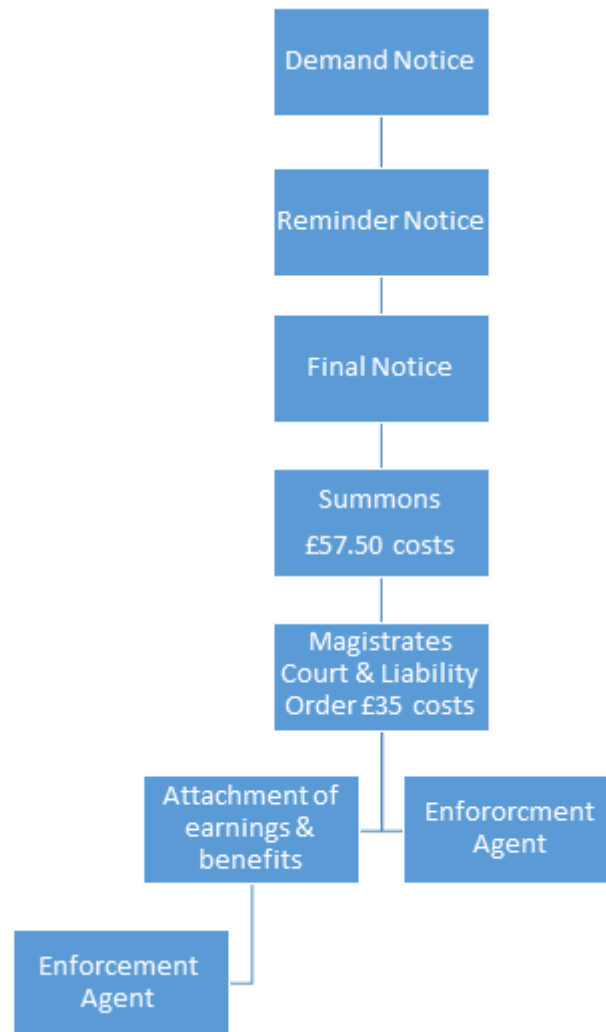 Demand Notice
Reminder Notice
Final Notice
Summons
£57.50 costs
Magistrates
Court & Liability
Order £35 costs
Attachment of
earnings &
benefits
Enfororcment
Agent
Enforcement
Agent